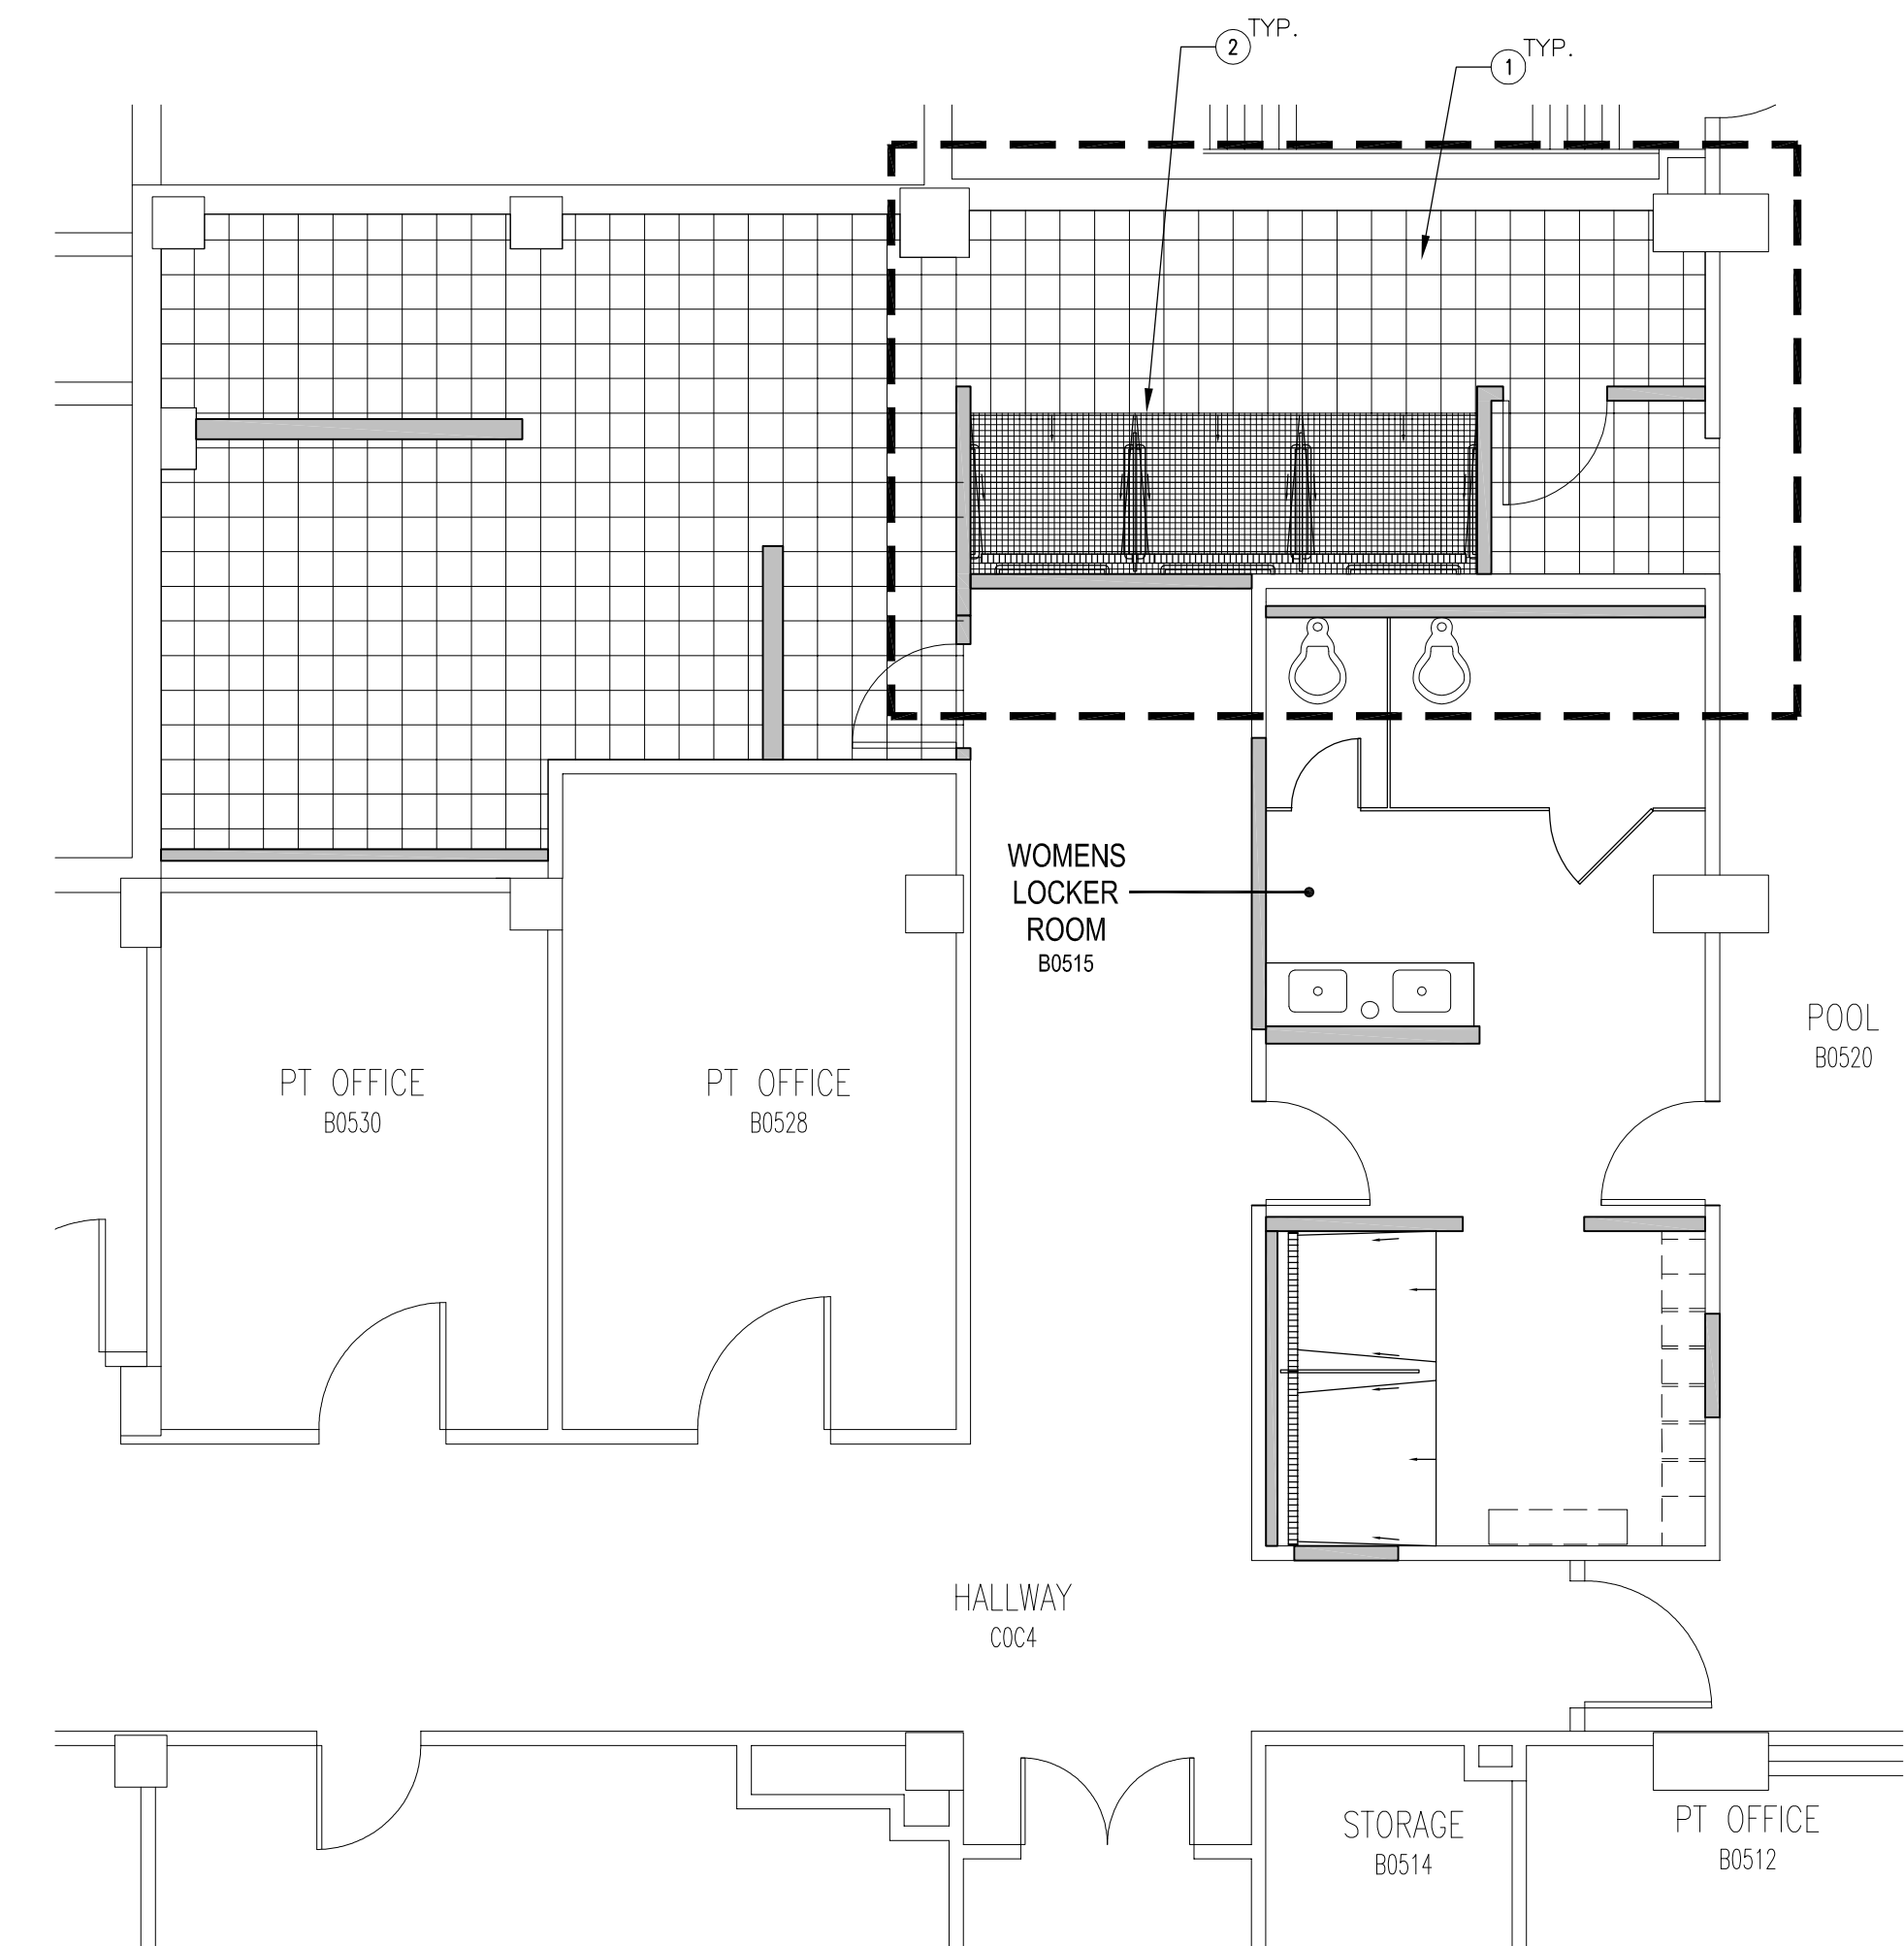 2 TYP.
1 TYP.
WOMENS
LOCKER
ROOM
B0515
POOL
B0520
PT OFFICE
B0530
PT OFFICE
B0528
HALLWAY
C0C4
STORAGE
B0514
PT OFFICE
B0512